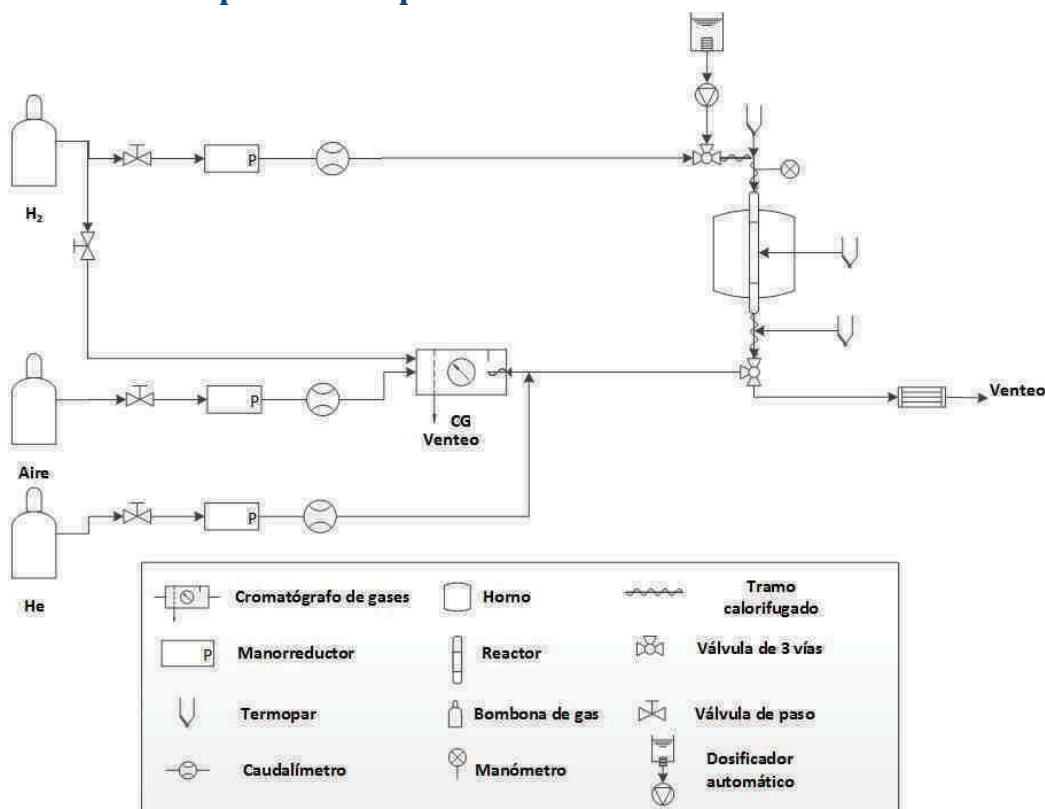 H₂
P
P
P
CG
Venteo
Venteo
Aire
He
Cromatógrafo de gases
Horno
Tramo
calorifugado
P
Manorreductor
Reactor
Válvula de 3 vías
Termopar
Bombona de gas
Válvula de paso
Caudalímetro
Manómetro
Dosificador
automático